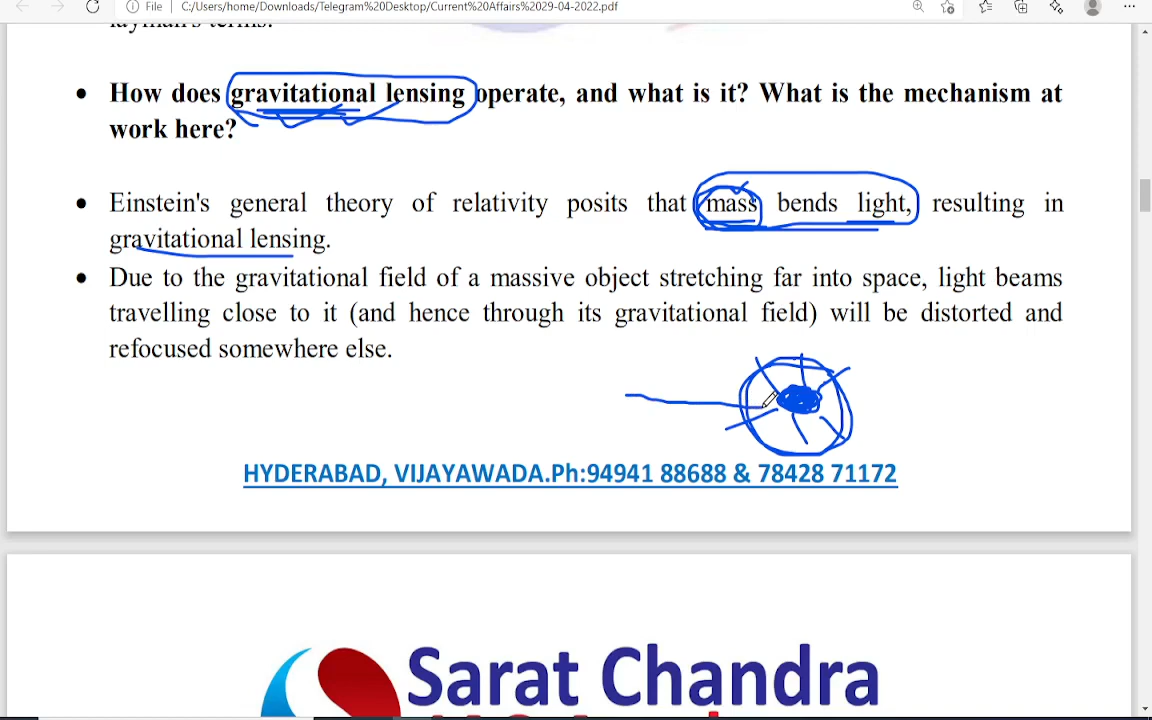 File
C:/Users/home/Downloads/Telegram%20Desktop/Current%20Affairs%2029-04-2022.pdf
layman's terms.
• How does gravitational lensing operate, and what is it? What is the mechanism at
work here?
• Einstein's general theory of relativity posits that mass bends light, resulting in
gravitational lensing.
• Due to the gravitational field of a massive object stretching far into space, light beams
travelling close to it (and hence through its gravitational field) will be distorted and
refocused somewhere else.
HYDERABAD, VIJAYAWADA.Ph:94941 88688 & 78428 71172
Sarat Chandra